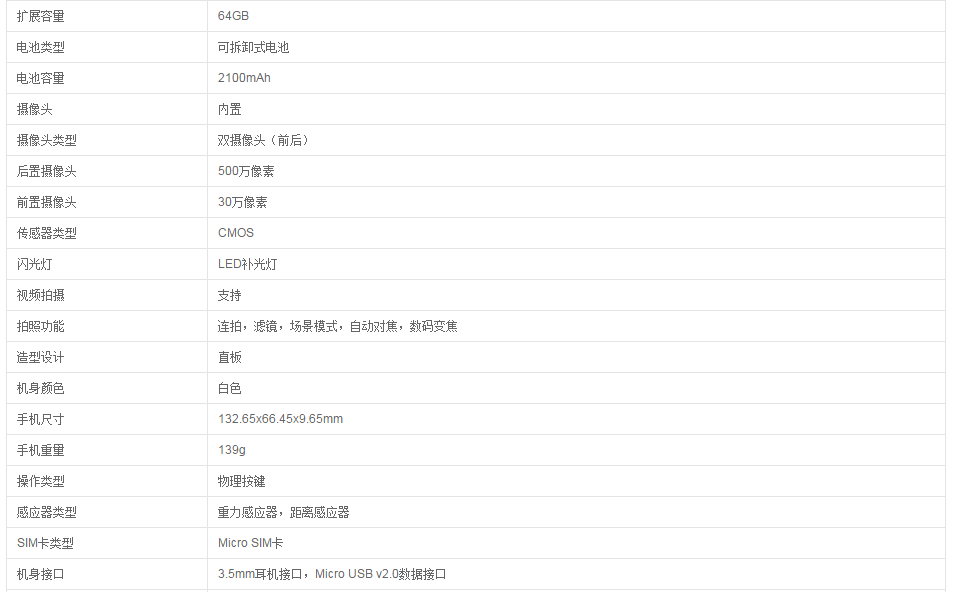 扩展容量 64GB
电池类型 可拆卸式电池
电池容量 2100mAh
摄像头 内置
摄像头类型 双摄像头（前后）
后置摄像头 500万像素
前置摄像头 30万像素
传感器类型 CMOS
闪光灯 LED补光灯
视频拍摄 支持
拍照功能 连拍，滤镜，场景模式，自动对焦，数码变焦
造型设计 直板
机身颜色 白色
手机尺寸 132.65x66.45x9.65mm
手机重量 139g
操作类型 物理按键
感应器类型 重力感应器，距离感应器
SIM卡类型 Micro SIM卡
机身接口 3.5mm耳机接口，Micro USB v2.0数据接口